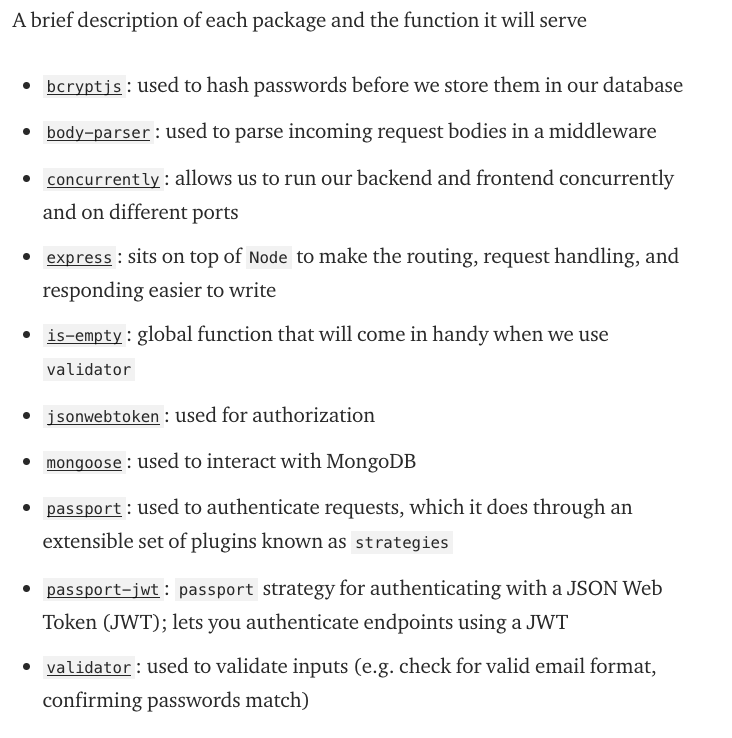 A brief description of each package and the function it will serve
• bcryptjs: used to hash passwords before we store them in our database
• body-parser: used to parse incoming request bodies in a middleware
• concurrently: allows us to run our backend and frontend concurrently
and on different ports
• express: sits on top of Node to make the routing, request handling, and
responding easier to write
• is-empty: global function that will come in handy when we use
validator
• jsonwebtoken: used for authorization
• mongoose: used to interact with MongoDB
• passport: used to authenticate requests, which it does through an
extensible set of plugins known as strategies
• passport-jwt: passport strategy for authenticating with a JSON Web
Token (JWT); lets you authenticate endpoints using a JWT
• validator: used to validate inputs (e.g. check for valid email format,
confirming passwords match)